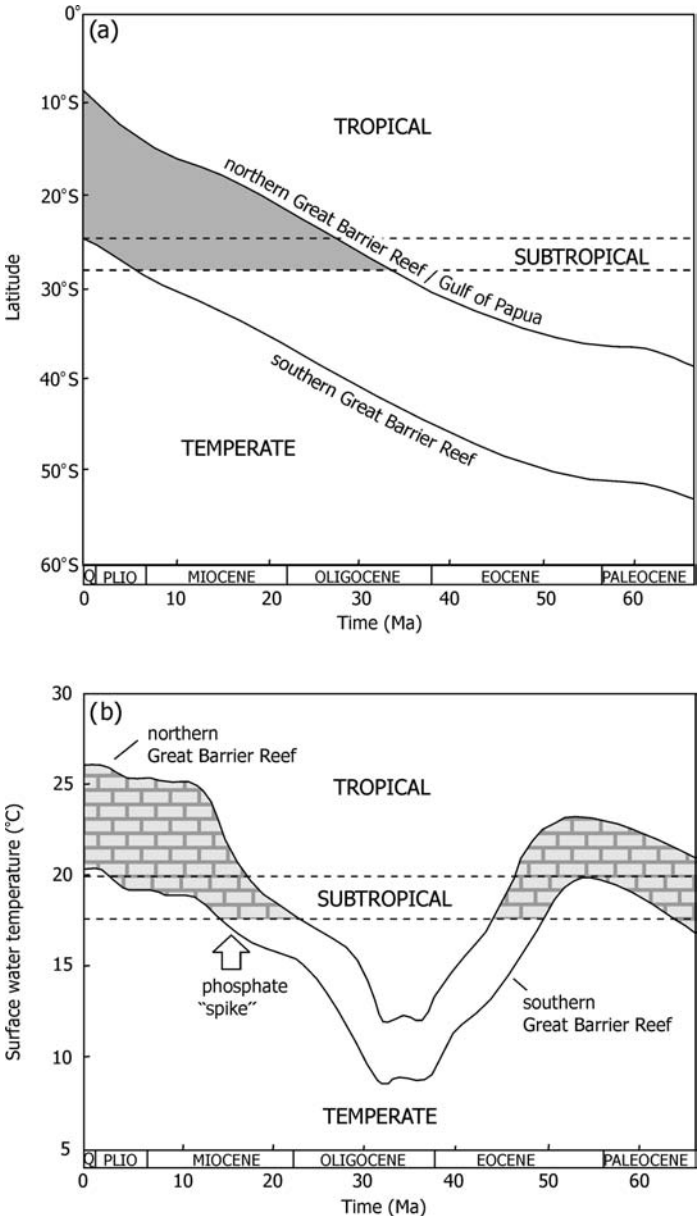 (a)
0°
10°S
20°S
30°S
40°S
50°S
60°S
Latitude
TROPICAL
northern Great Barrier Reef / Gulf of Papua
SUBTROPICAL
southern Great Barrier Reef
TEMPERATE
Q PLIO MIOCENE OLIGOCENE EOCENE PALEOCENE
0 10 20 30 40 50 60
Time (Ma)
(b)
30
25
20
15
10
5
Surface water temperature (°C)
northern
Great Barrier Reef
TROPICAL
SUBTROPICAL
phosphate
"spike"
southern
Great Barrier Reef
TEMPERATE
Q PLIO MIOCENE OLIGOCENE EOCENE PALEOCENE
0 10 20 30 40 50 60
Time (Ma)